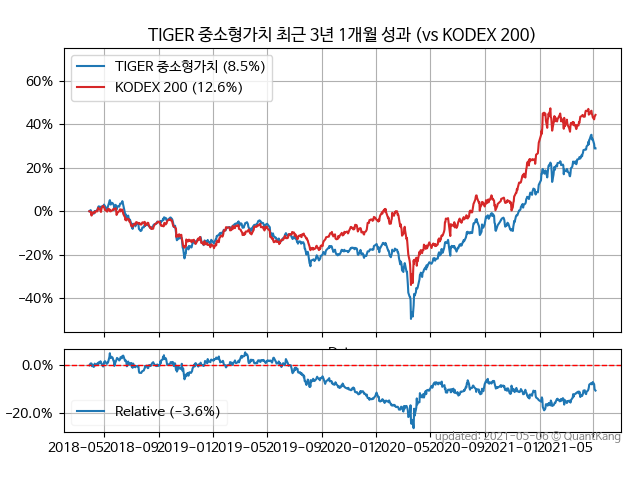 TIGER 중소형가치 최근 3년 1개월 성과 (vs KODEX 200)
TIGER 중소형가치 (8.5%)
KODEX 200 (12.6%)
60%
40%
20%
0%
−20%
−40%
0.0%
−20.0%
Relative (−3.6%)
2018-05 2018-09 2019-01 2019-05 2019-09 2020-01 2020-05 2020-09 2021-01 2021-05
updated: 2021-05-06 © QuantKang